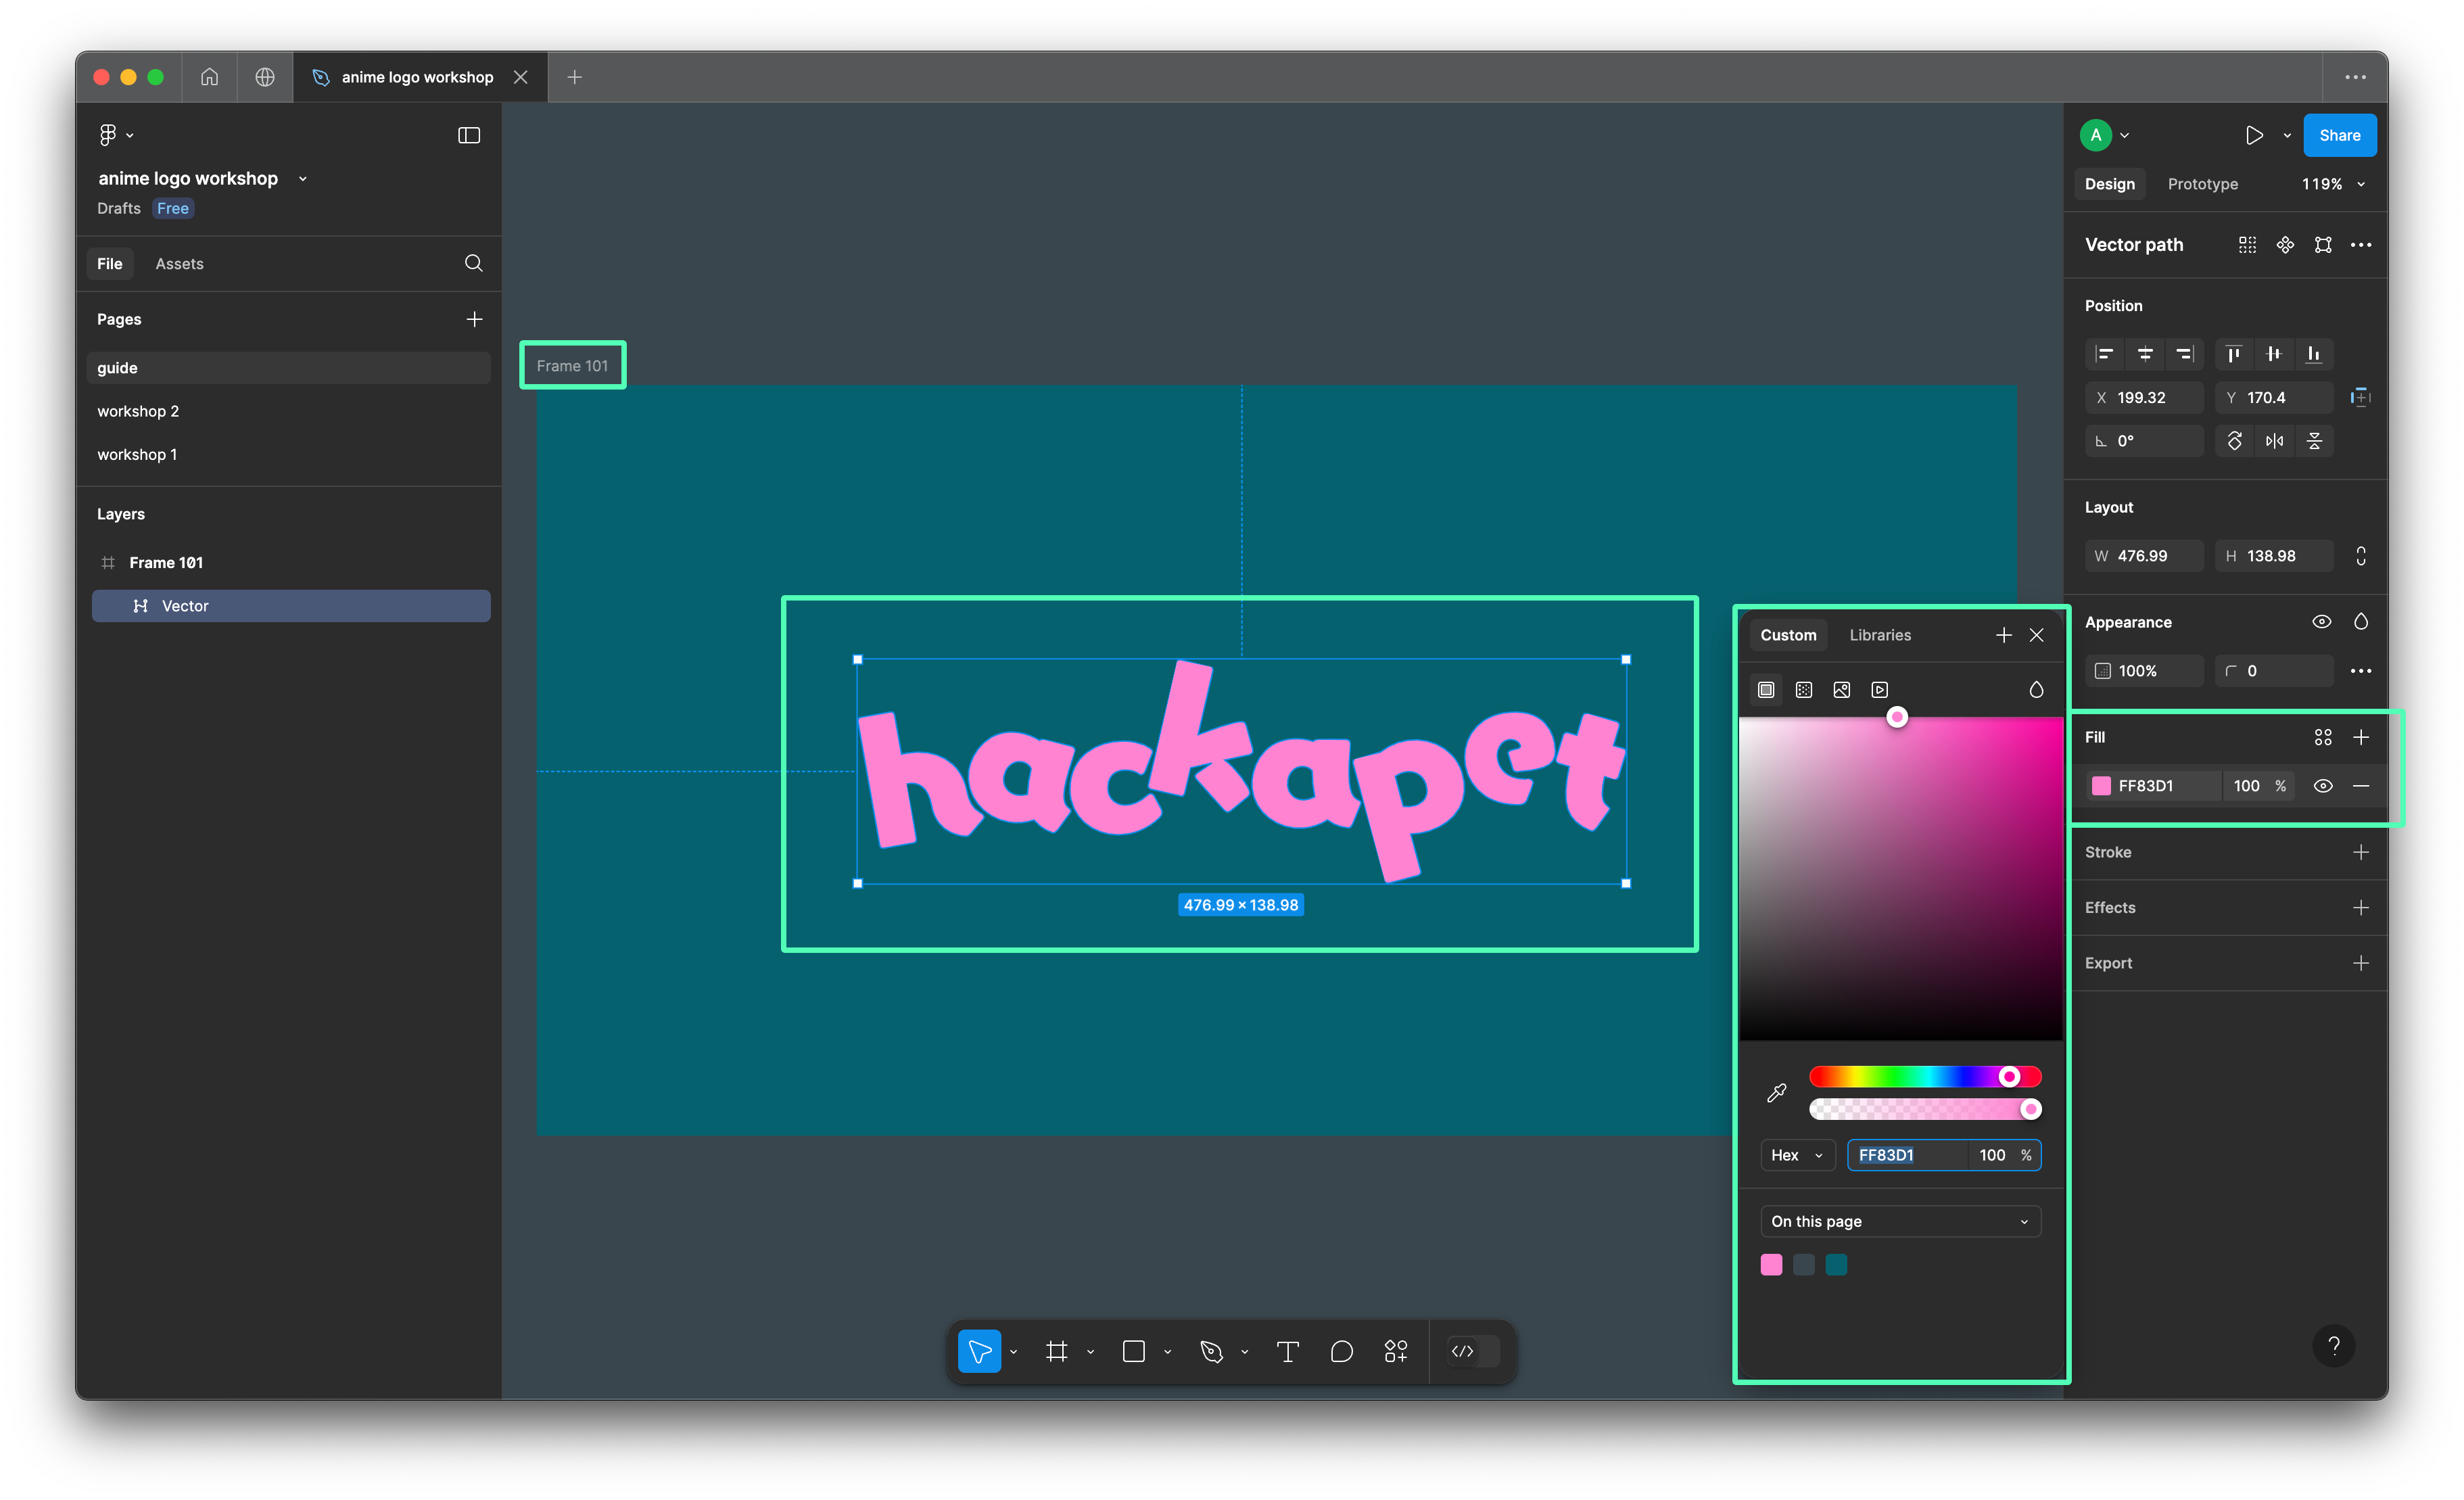 anime logo workshop
anime logo workshop
Drafts Free
File Assets
Pages
guide
workshop 2
workshop 1
Layers
Frame 101
Vector
Frame 101
hackapet
476.99 × 138.98
Custom Libraries
Hex FF83D1 100 %
On this page
A Share
Design Prototype 119%
Vector path
Position
X 199.32 Y 170.4
0°
Layout
W 476.99 H 138.98
Appearance
100% 0
Fill
FF83D1 100 %
Stroke
Effects
Export
?